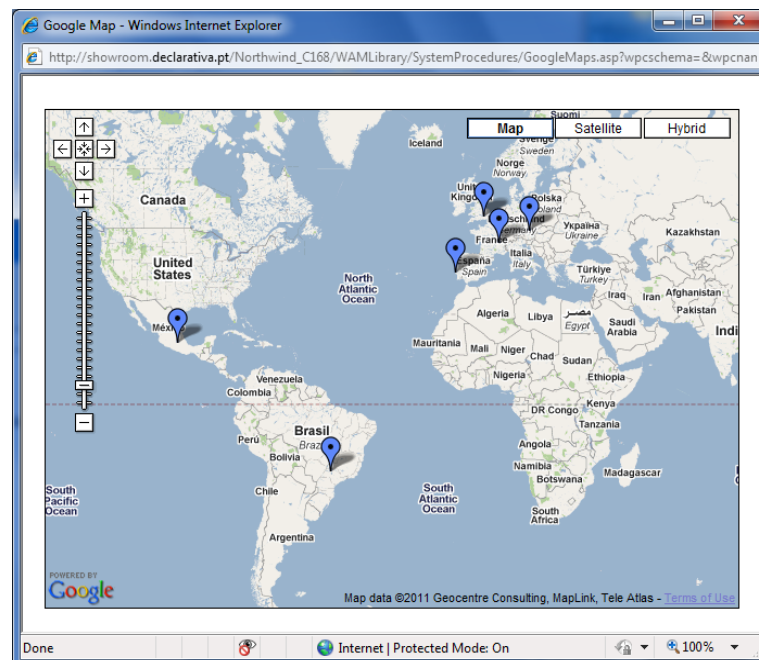 Google Map - Windows Internet Explorer
http://showroom.declarativa.pt/Northwind_C168/WAMLibrary/SystemProcedures/GoogleMaps.asp?wpcschema=&wpcnan
Map Satellite Hybrid
Suomi
Iceland
Sverige
Sweden
Norge
Norway
Canada
Polska
Україна
Ukraine
Kazakhstan
France
Germany
Italia
Italy
United
States
España
Spain
Türkiye
Turkey
North
Atlantic
Ocean
Iraq Iran Afghanistan
Pakistan
Algeria Libya مصر
Egypt
Saudi
Arabia
Indi
México
Mauritania Mali Niger Chad Sudan
Nigeria Ethiopia
Venezuela
Colombia
Kenya
DR Congo
Tanzania
Brasil
Perú
Bolivia
Angola
Namibia
Botswana
Madagascar
Chile
South
Pacific
Ocean
South
Atlantic
Ocean
South
Africa
Argentina
POWERED BY
Google
Map data ©2011 Geocentre Consulting, MapLink, Tele Atlas - Terms of Use
Done Internet | Protected Mode: On 100%